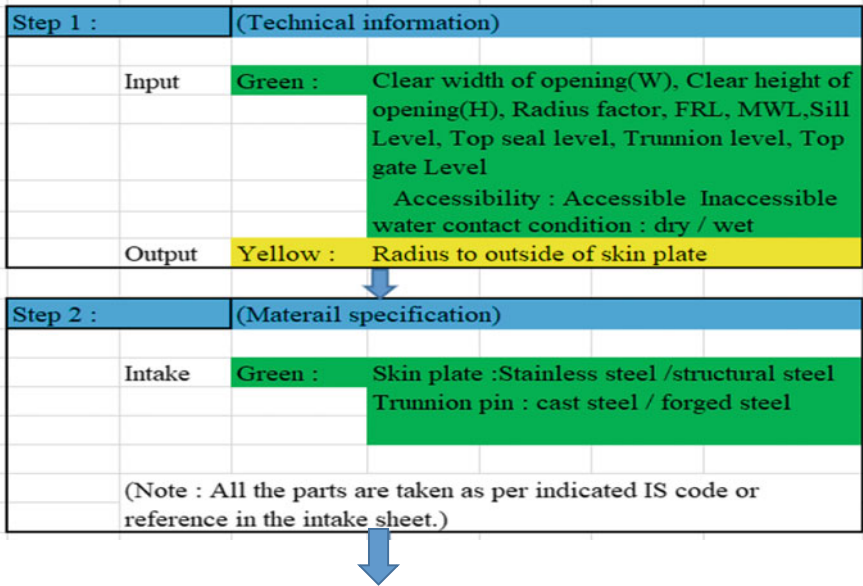 Step 1 : (Technical information)
Input Green : Clear width of opening(W), Clear height of
opening(H), Radius factor, FRL, MWL,Sill
Level, Top seal level, Trunnion level, Top
gate Level
Accessibility : Accessible Inaccessible
water contact condition : dry / wet
Output Yellow : Radius to outside of skin plate
Step 2 : (Materail specification)
Intake Green : Skin plate :Stainless steel /structural steel
Trunnion pin : cast steel / forged steel
(Note : All the parts are taken as per indicated IS code or
reference in the intake sheet.)